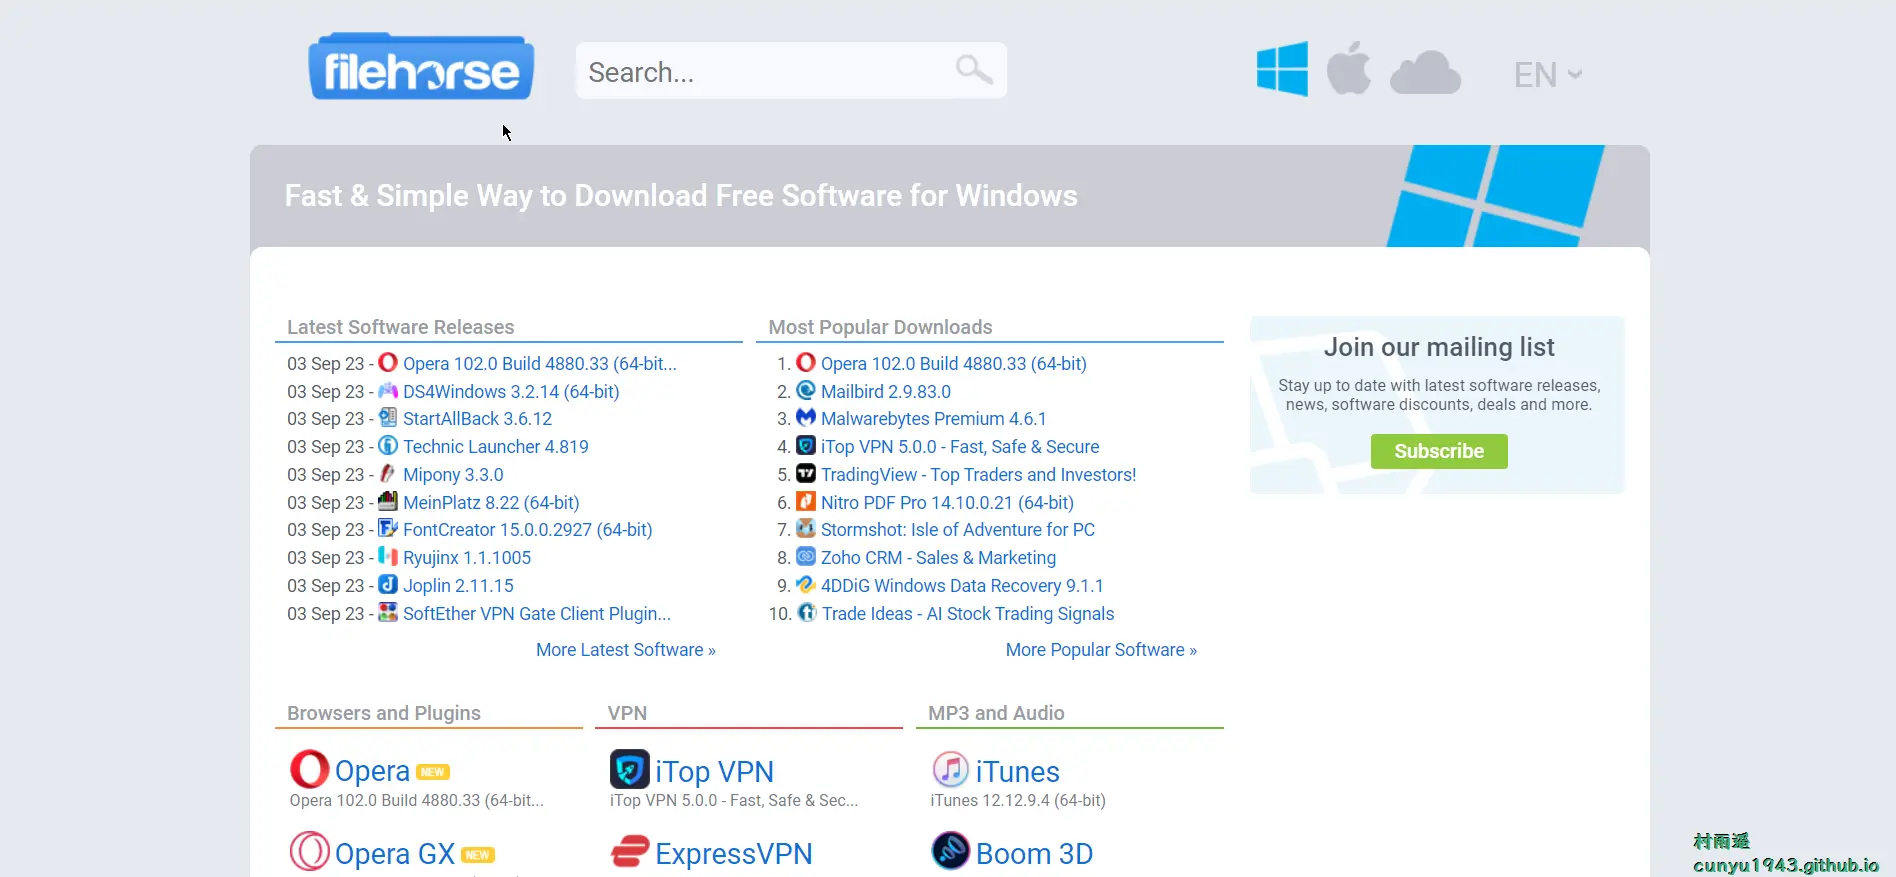 filehorse
Search...
EN
Fast & Simple Way to Download Free Software for Windows
Latest Software Releases
03 Sep 23 - Opera 102.0 Build 4880.33 (64-bit...
03 Sep 23 - DS4Windows 3.2.14 (64-bit)
03 Sep 23 - StartAllBack 3.6.12
03 Sep 23 - Technic Launcher 4.819
03 Sep 23 - Mipony 3.3.0
03 Sep 23 - MeinPlatz 8.22 (64-bit)
03 Sep 23 - FontCreator 15.0.0.2927 (64-bit)
03 Sep 23 - Ryujinx 1.1.1005
03 Sep 23 - Joplin 2.11.15
03 Sep 23 - SoftEther VPN Gate Client Plugin...
More Latest Software »
Most Popular Downloads
1. Opera 102.0 Build 4880.33 (64-bit)
2. Mailbird 2.9.83.0
3. Malwarebytes Premium 4.6.1
4. iTop VPN 5.0.0 - Fast, Safe & Secure
5. TradingView - Top Traders and Investors!
6. Nitro PDF Pro 14.10.0.21 (64-bit)
7. Stormshot: Isle of Adventure for PC
8. Zoho CRM - Sales & Marketing
9. 4DDiG Windows Data Recovery 9.1.1
10. Trade Ideas - AI Stock Trading Signals
More Popular Software »
Join our mailing list
Stay up to date with latest software releases,
news, software discounts, deals and more.
Subscribe
Browsers and Plugins
Opera NEW
Opera 102.0 Build 4880.33 (64-bit...
Opera GX NEW
VPN
iTop VPN
iTop VPN 5.0.0 - Fast, Safe & Sec...
ExpressVPN
MP3 and Audio
iTunes
iTunes 12.12.9.4 (64-bit)
Boom 3D
村雨遥
cunyu1943.github.io